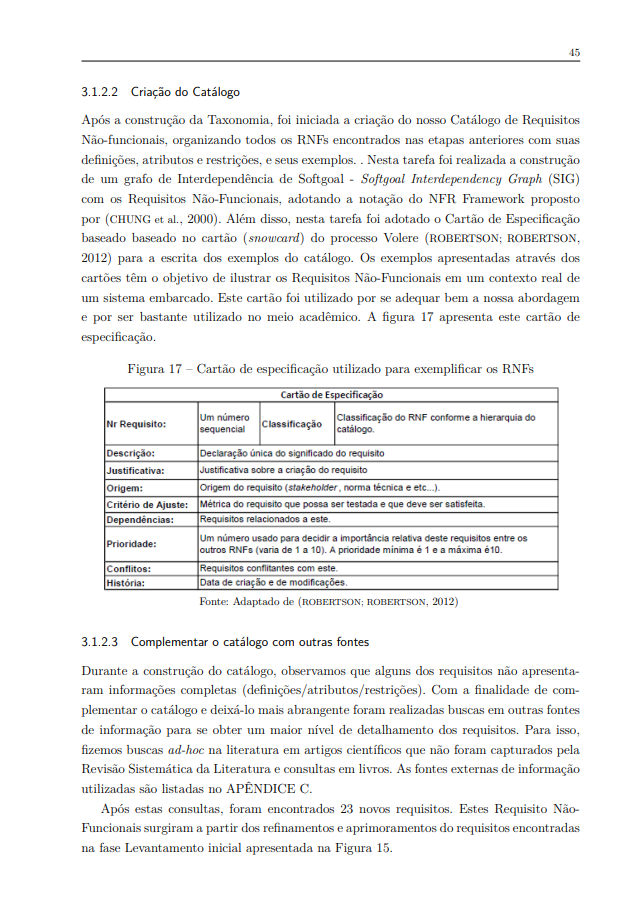 45
3.1.2.2 Criação do Catálogo
Após a construção da Taxonomia, foi iniciada a criação do nosso Catálogo de Requisitos
Não-funcionais, organizando todos os RNFs encontrados nas etapas anteriores com suas
definições, atributos e restrições, e seus exemplos. . Nesta tarefa foi realizada a construção
de um grafo de Interdependência de Softgoal - Softgoal Interdependency Graph (SIG)
com os Requisitos Não-Funcionais, adotando a notação do NFR Framework proposto
por (CHUNG et al., 2000). Além disso, nesta tarefa foi adotado o Cartão de Especificação
baseado baseado no cartão (snowcard) do processo Volere (ROBERTSON; ROBERTSON,
2012) para a escrita dos exemplos do catálogo. Os exemplos apresentadas através dos
cartões têm o objetivo de ilustrar os Requisitos Não-Funcionais em um contexto real de
um sistema embarcado. Este cartão foi utilizado por se adequar bem a nossa abordagem
e por ser bastante utilizado no meio acadêmico. A figura 17 apresenta este cartão de
especificação.
Figura 17 – Cartão de especificação utilizado para exemplificar os RNFs
Cartão de Especificação
Nr Requisito: Um número sequencial Classificação Classificação do RNF conforme a hierarquia do catálogo.
Descrição: Declaração única do significado do requisito
Justificativa: Justificativa sobre a criação do requisito
Origem: Origem do requisito (stakeholder, norma técnica e etc...).
Critério de Ajuste: Métrica do requisito que possa ser testada e que deve ser satisfeita.
Dependências: Requisitos relacionados a este.
Prioridade: Um número usado para decidir a importância relativa deste requisitos entre os
outros RNFs (varia de 1 a 10). A prioridade mínima é 1 e a máxima é10.
Conflitos: Requisitos conflitantes com este.
História: Data de criação e de modificações.
Fonte: Adaptado de (ROBERTSON; ROBERTSON, 2012)
3.1.2.3 Complementar o catálogo com outras fontes
Durante a construção do catálogo, observamos que alguns dos requisitos não apresenta-
ram informações completas (definições/atributos/restrições). Com a finalidade de com-
plementar o catálogo e deixá-lo mais abrangente foram realizadas buscas em outras fontes
de informação para se obter um maior nível de detalhamento dos requisitos. Para isso,
fizemos buscas ad-hoc na literatura em artigos científicos que não foram capturados pela
Revisão Sistemática da Literatura e consultas em livros. As fontes externas de informação
utilizadas são listadas no APÊNDICE C.
Após estas consultas, foram encontrados 23 novos requisitos. Estes Requisito Não-
Funcionais surgiram a partir dos refinamentos e aprimoramentos do requisitos encontradas
na fase Levantamento inicial apresentada na Figura 15.